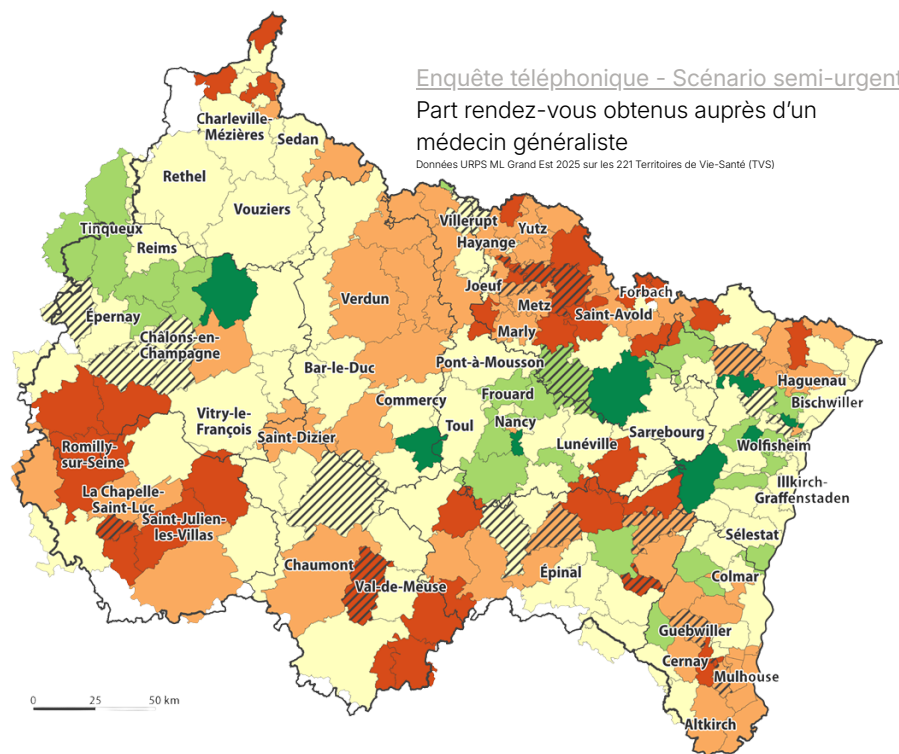 Enquête téléphonique - Scénario semi-urgent
Part rendez-vous obtenus auprès d’un
médecin généraliste
Données URPS ML Grand Est 2025 sur les 221 Territoires de Vie-Santé (TVS)
Charleville-
Mézières
Sedan
Rethel
Vouziers
Tinqueux
Reims
Villerupt
Yutz
Hayange
Verdun
Joeuf
Forbach
Metz
Saint-Avold
Épernay
Marly
Châlons-en-
Champagne
Bar-le-Duc
Pont-à-Mousson
Haguenau
Commercy
Frouard
Bischwiller
Vitry-le-
François
Toul
Nancy
Saint-Dizier
Lunéville
Sarrebourg
Wolfisheim
Romilly-
sur-Seine
Illkirch-
Graffenstaden
La Chapelle-
Saint-Luc
Saint-Julien-
les-Villas
Sélestat
Chaumont
Épinal
Colmar
Val-de-Meuse
Guebwiller
Cernay
Mulhouse
Altkirch
0 25 50 km